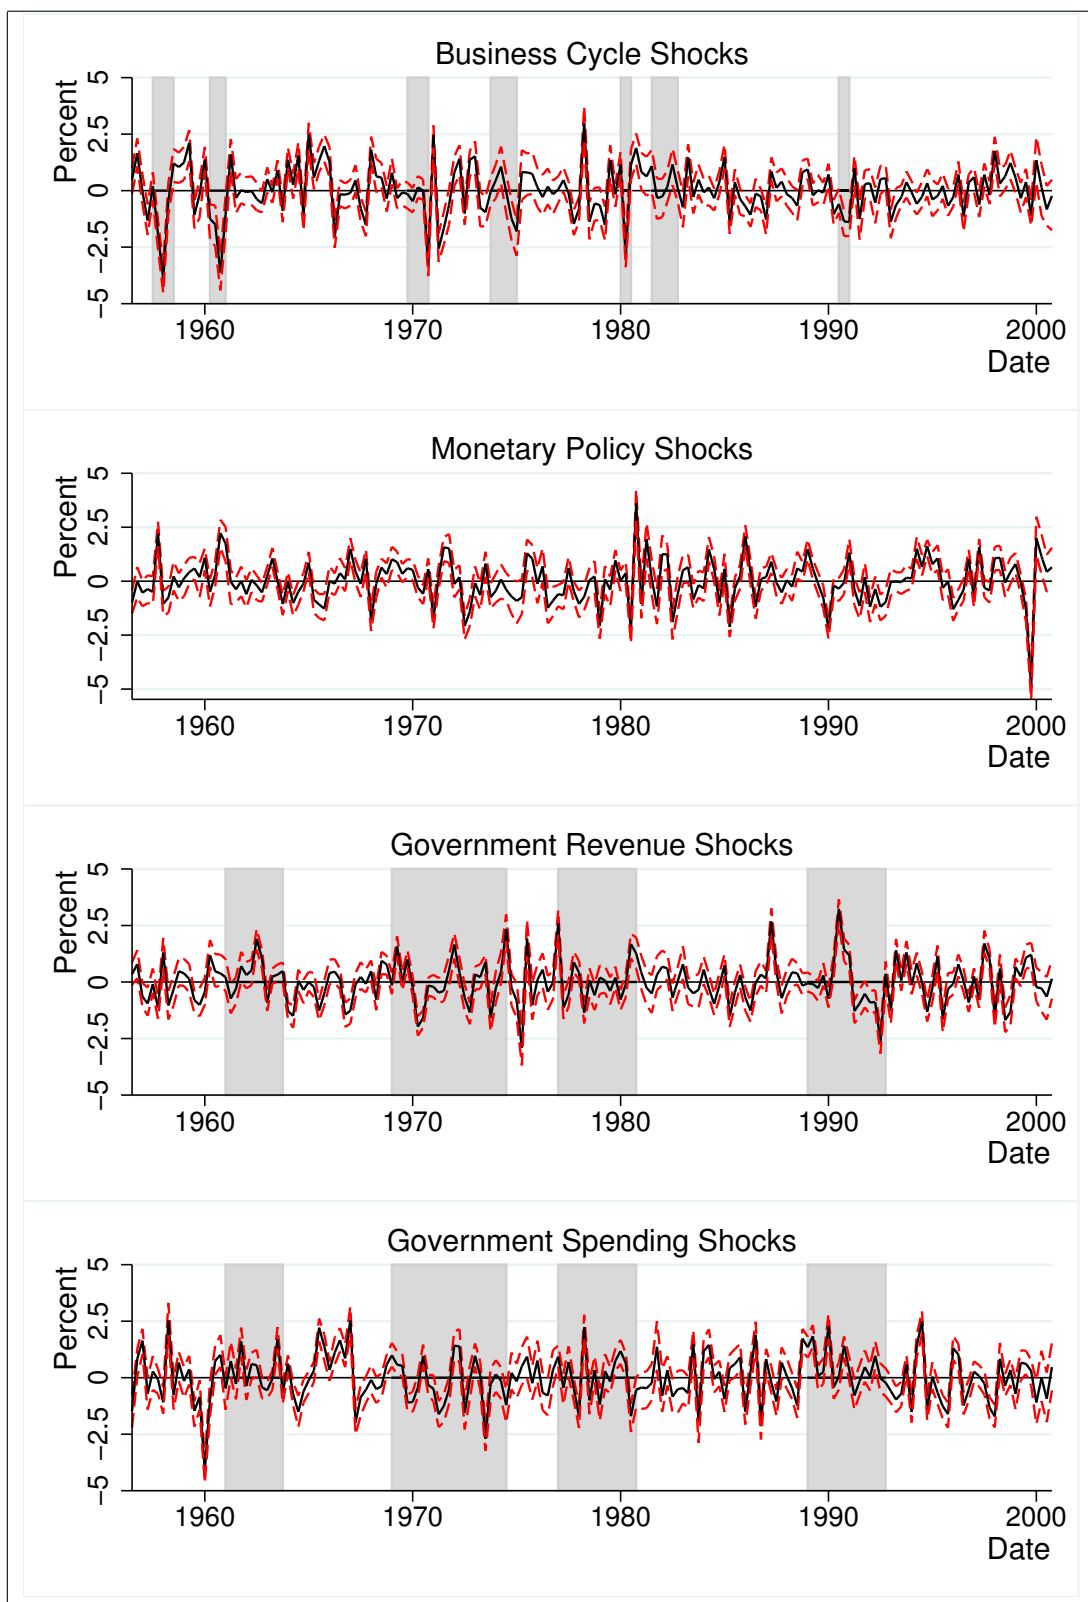 Business Cycle Shocks
Percent
5
2.5
0
−2.5
−5
1960 1970 1980 1990 2000
Date
Monetary Policy Shocks
Percent
5
2.5
0
−2.5
−5
1960 1970 1980 1990 2000
Date
Government Revenue Shocks
Percent
5
2.5
0
−2.5
−5
1960 1970 1980 1990 2000
Date
Government Spending Shocks
Percent
5
2.5
0
−2.5
−5
1960 1970 1980 1990 2000
Date